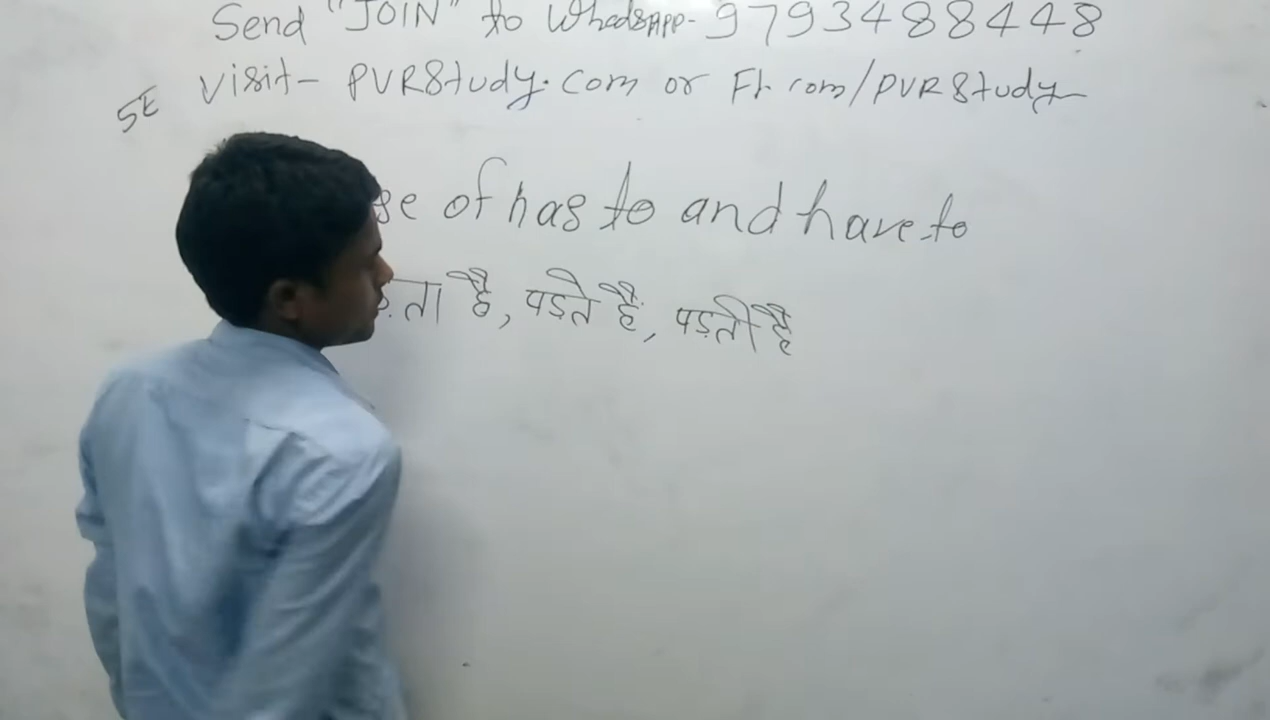 Send "JOIN" to WhadsApp- 9793488448
5E
Visit- PVRStudy.com or Fb.com/PVRStudy
se of has to and have to
ता है, पड़ते हैं, पड़ती है